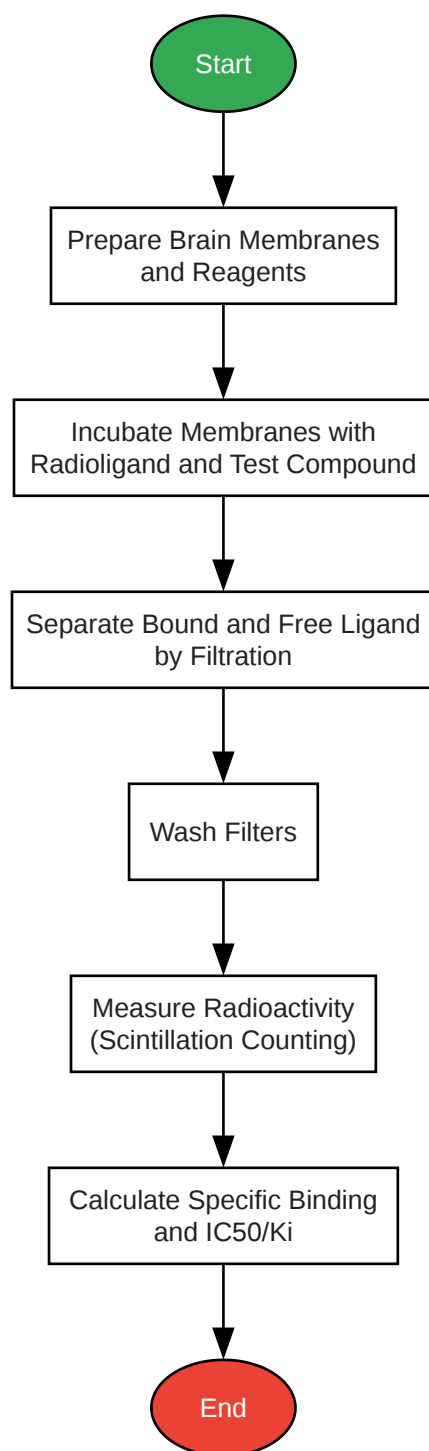 Start
Prepare Brain Membranes
and Reagents
Incubate Membranes with
Radioligand and Test Compound
Separate Bound and Free Ligand
by Filtration
Wash Filters
Measure Radioactivity
(Scintillation Counting)
Calculate Specific Binding
and IC50/Ki
End